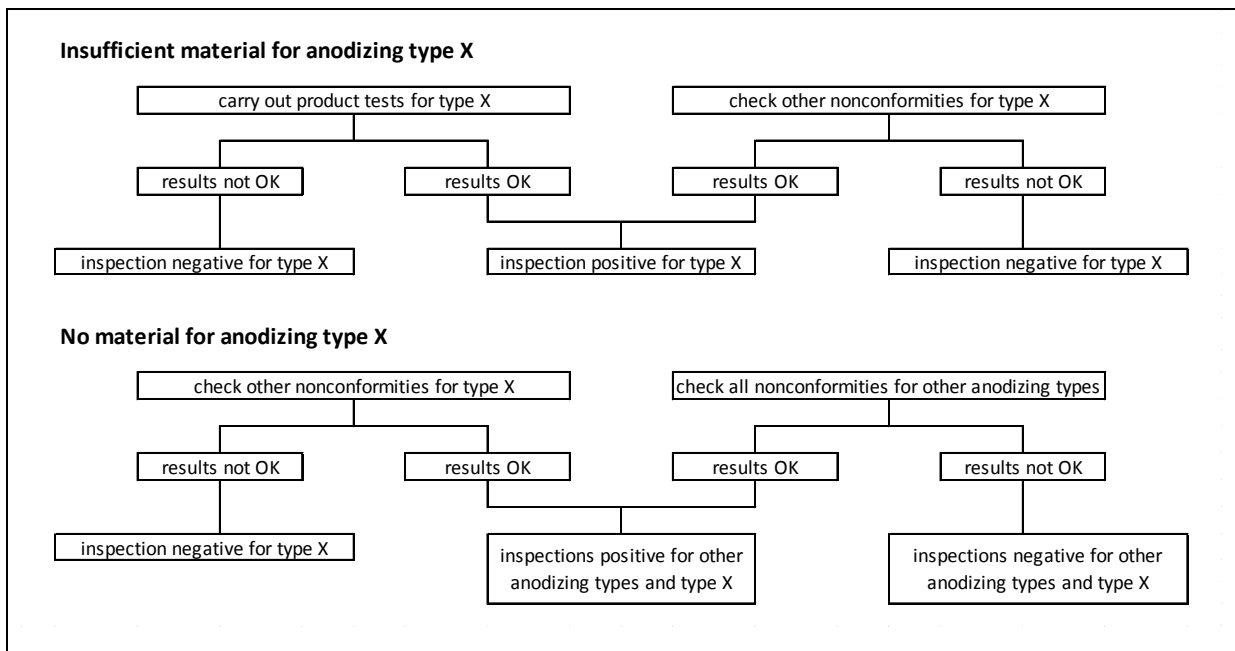 Insufficient material for anodizing type X
carry out product tests for type X
check other nonconformities for type X
results not OK
results OK
results OK
results not OK
inspection negative for type X
inspection positive for type X
inspection negative for type X
No material for anodizing type X
check other nonconformities for type X
check all nonconformities for other anodizing types
results not OK
results OK
results OK
results not OK
inspection negative for type X
inspections positive for other
anodizing types and type X
inspections negative for other
anodizing types and type X